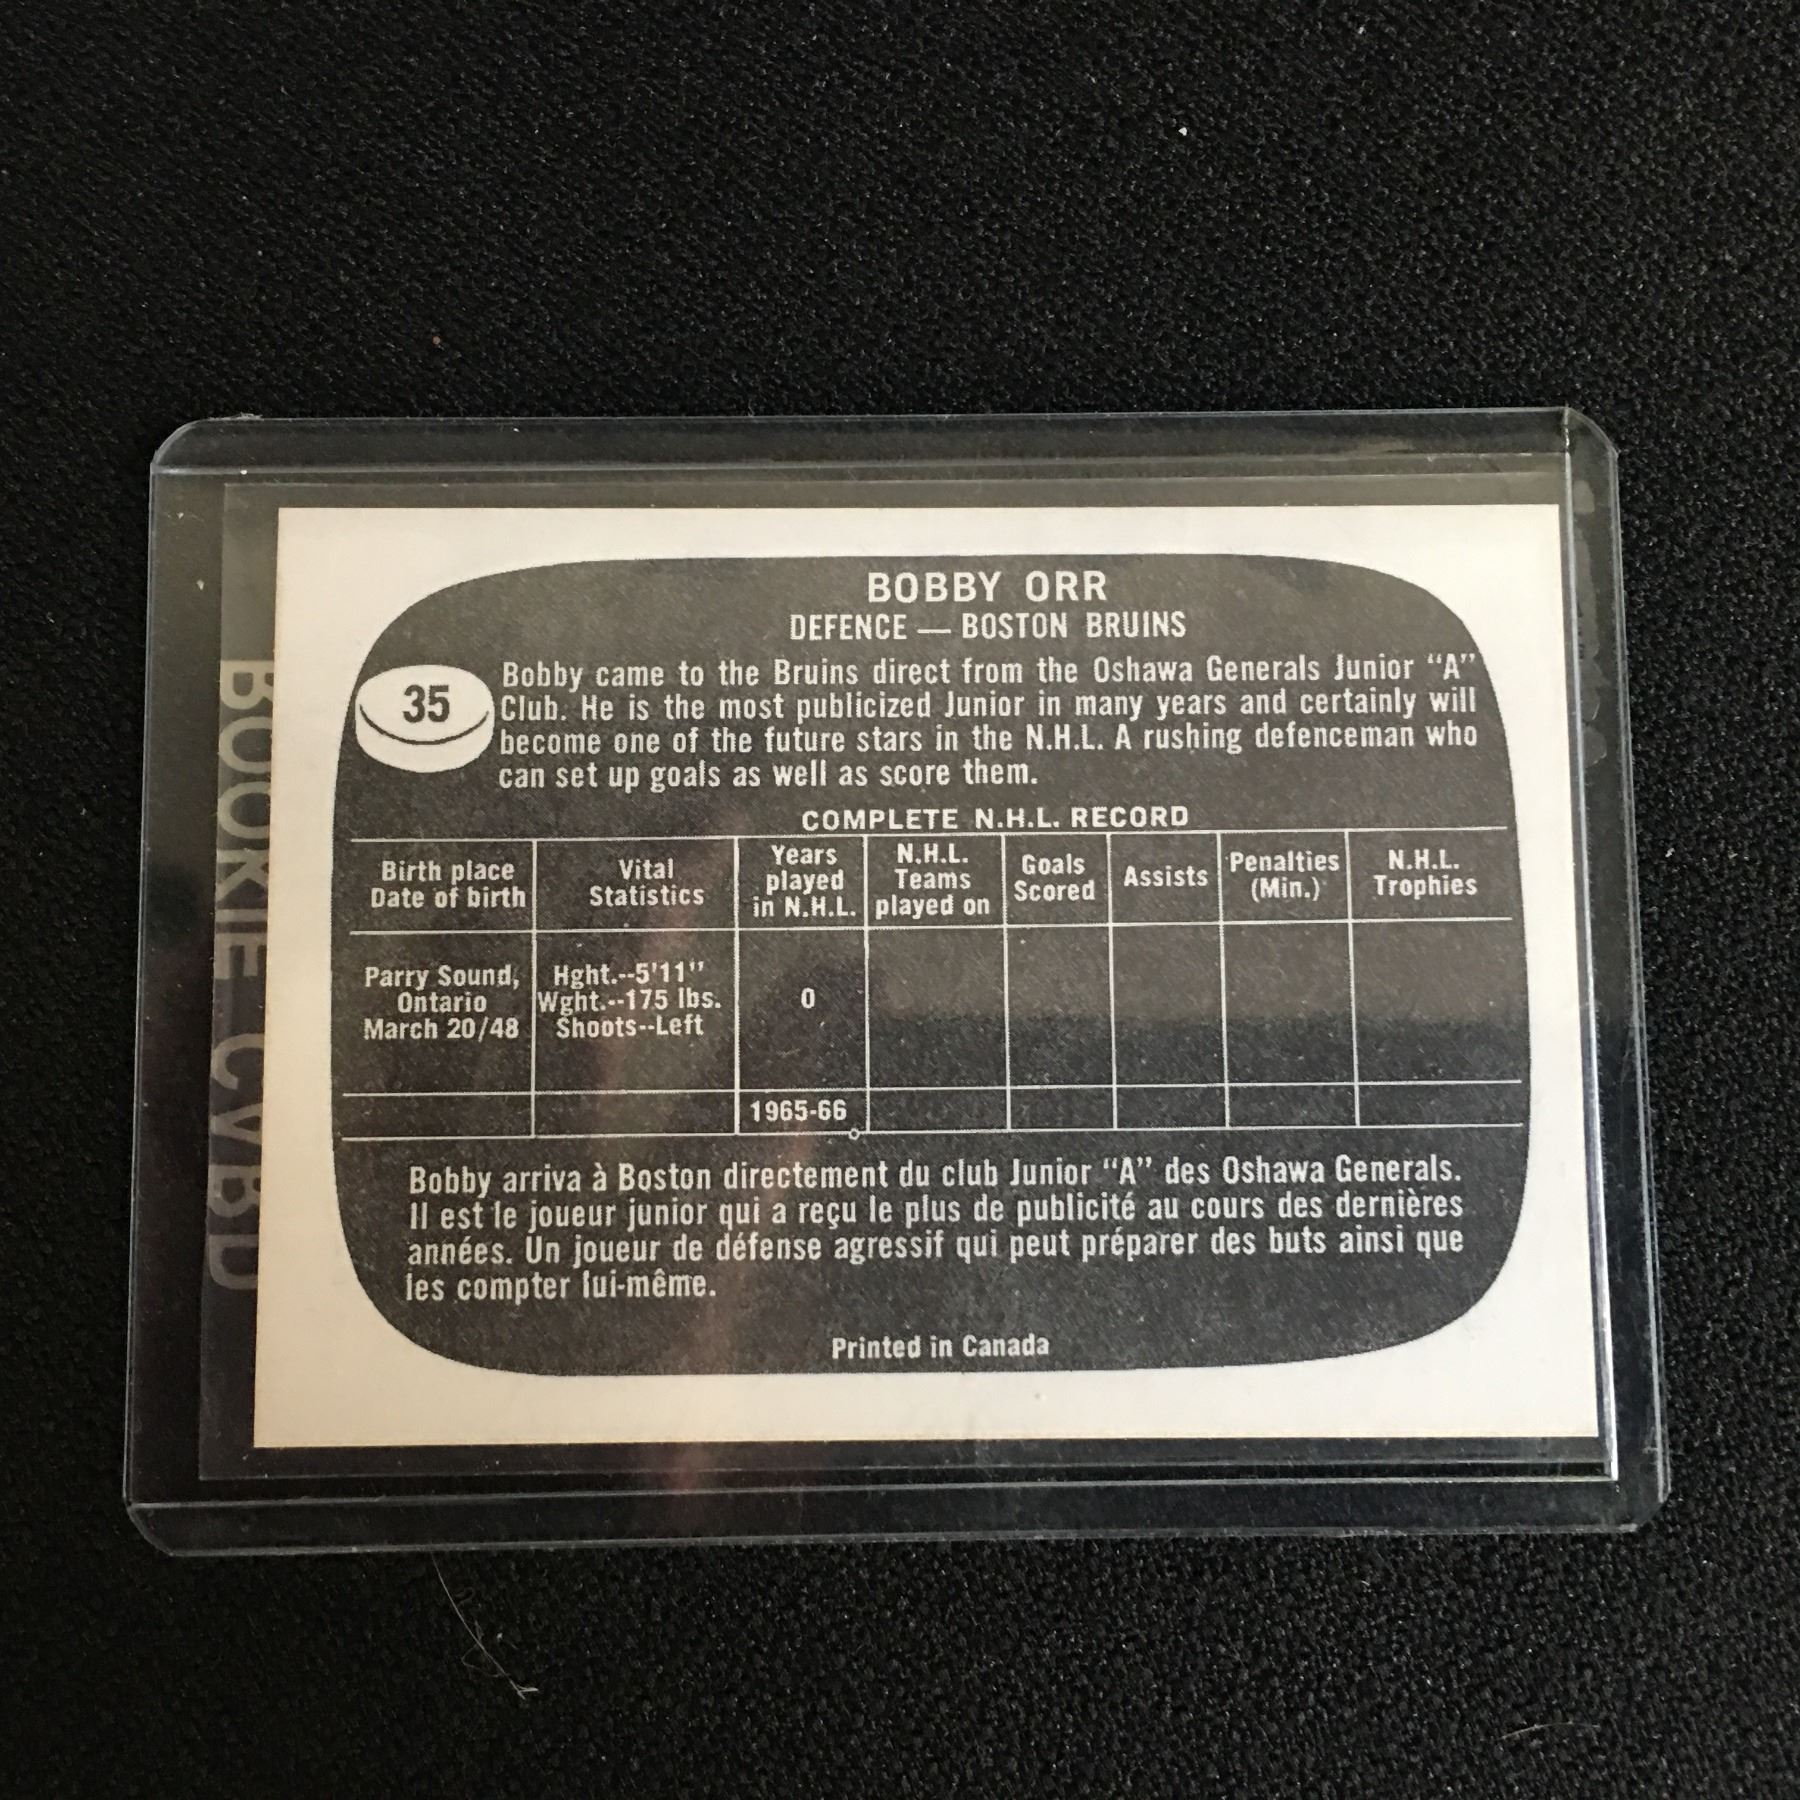 BOBBY ORR
DEFENCE — BOSTON BRUINS
35
Bobby came to the Bruins direct from the Oshawa Generals Junior “A”
Club. He is the most publicized Junior in many years and certainly will
become one of the future stars in the N.H.L. A rushing defenceman who
can set up goals as well as score them.
COMPLETE N.H.L. RECORD
Birth place
Date of birth
Vital
Statistics
Years
played
in N.H.L.
N.H.L.
Teams
played on
Goals
Scored
Assists
Penalties
(Min.)
N.H.L.
Trophies
Parry Sound,
Ontario
March 20/48
Hght.--5'11"
Wght.--175 lbs.
Shoots--Left
0
1965-66
Bobby arriva à Boston directement du club Junior “A” des Oshawa Generals.
Il est le joueur junior qui a reçu le plus de publicité au cours des dernières
années. Un joueur de défense agressif qui peut préparer des buts ainsi que
les compter lui-même.
Printed in Canada
ROOKIE CARD